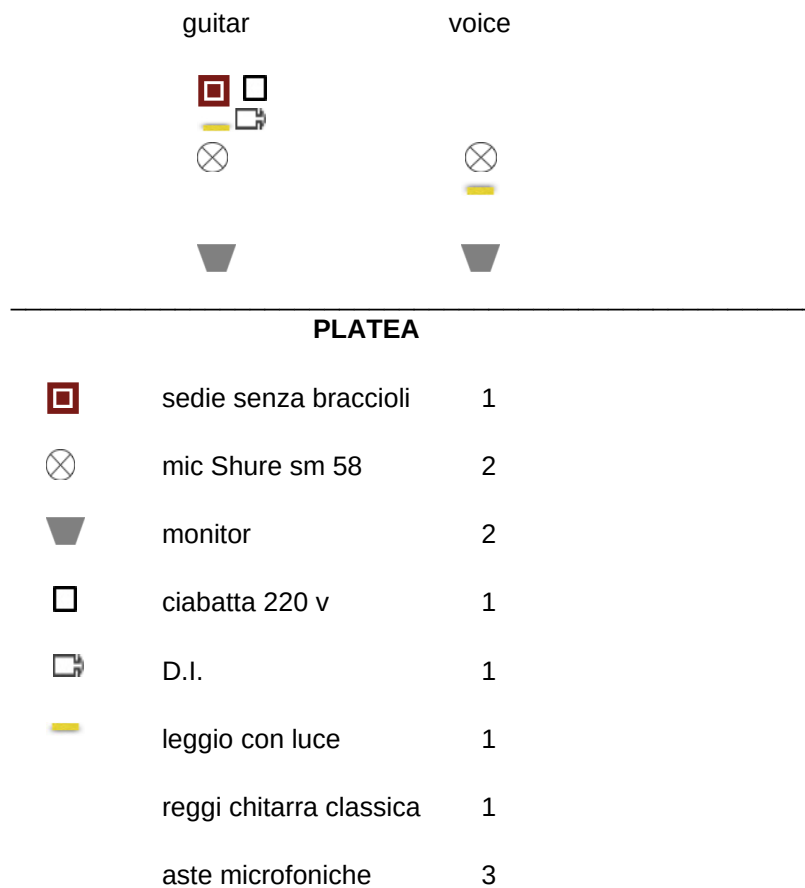 guitar voice
PLATEA
sedie senza braccioli 1
mic Shure sm 58 2
monitor 2
ciabatta 220 v 1
D.I. 1
leggio con luce 1
reggi chitarra classica 1
aste microfoniche 3